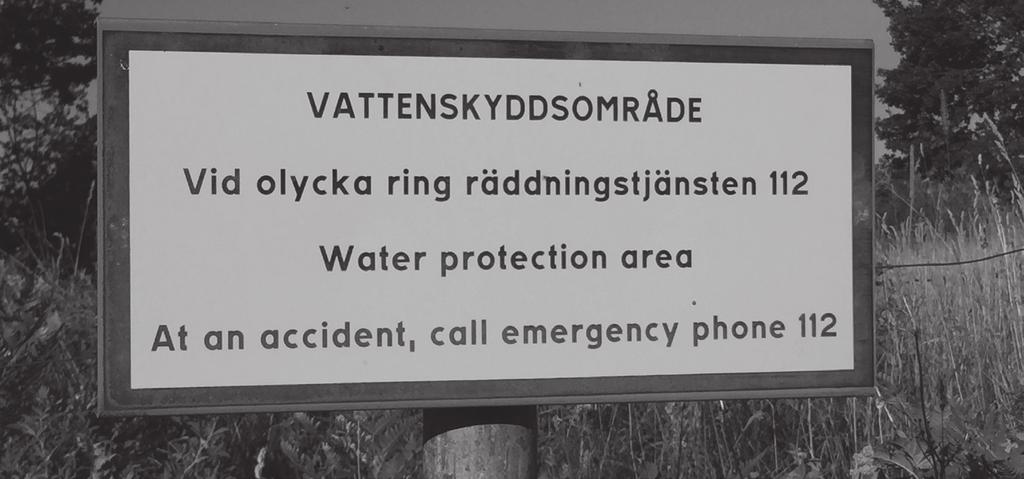 VATTENSKYDDSOMRÅDE
Vid olycka ring räddningstjänsten 112
Water protection area
At an accident, call emergency phone 112